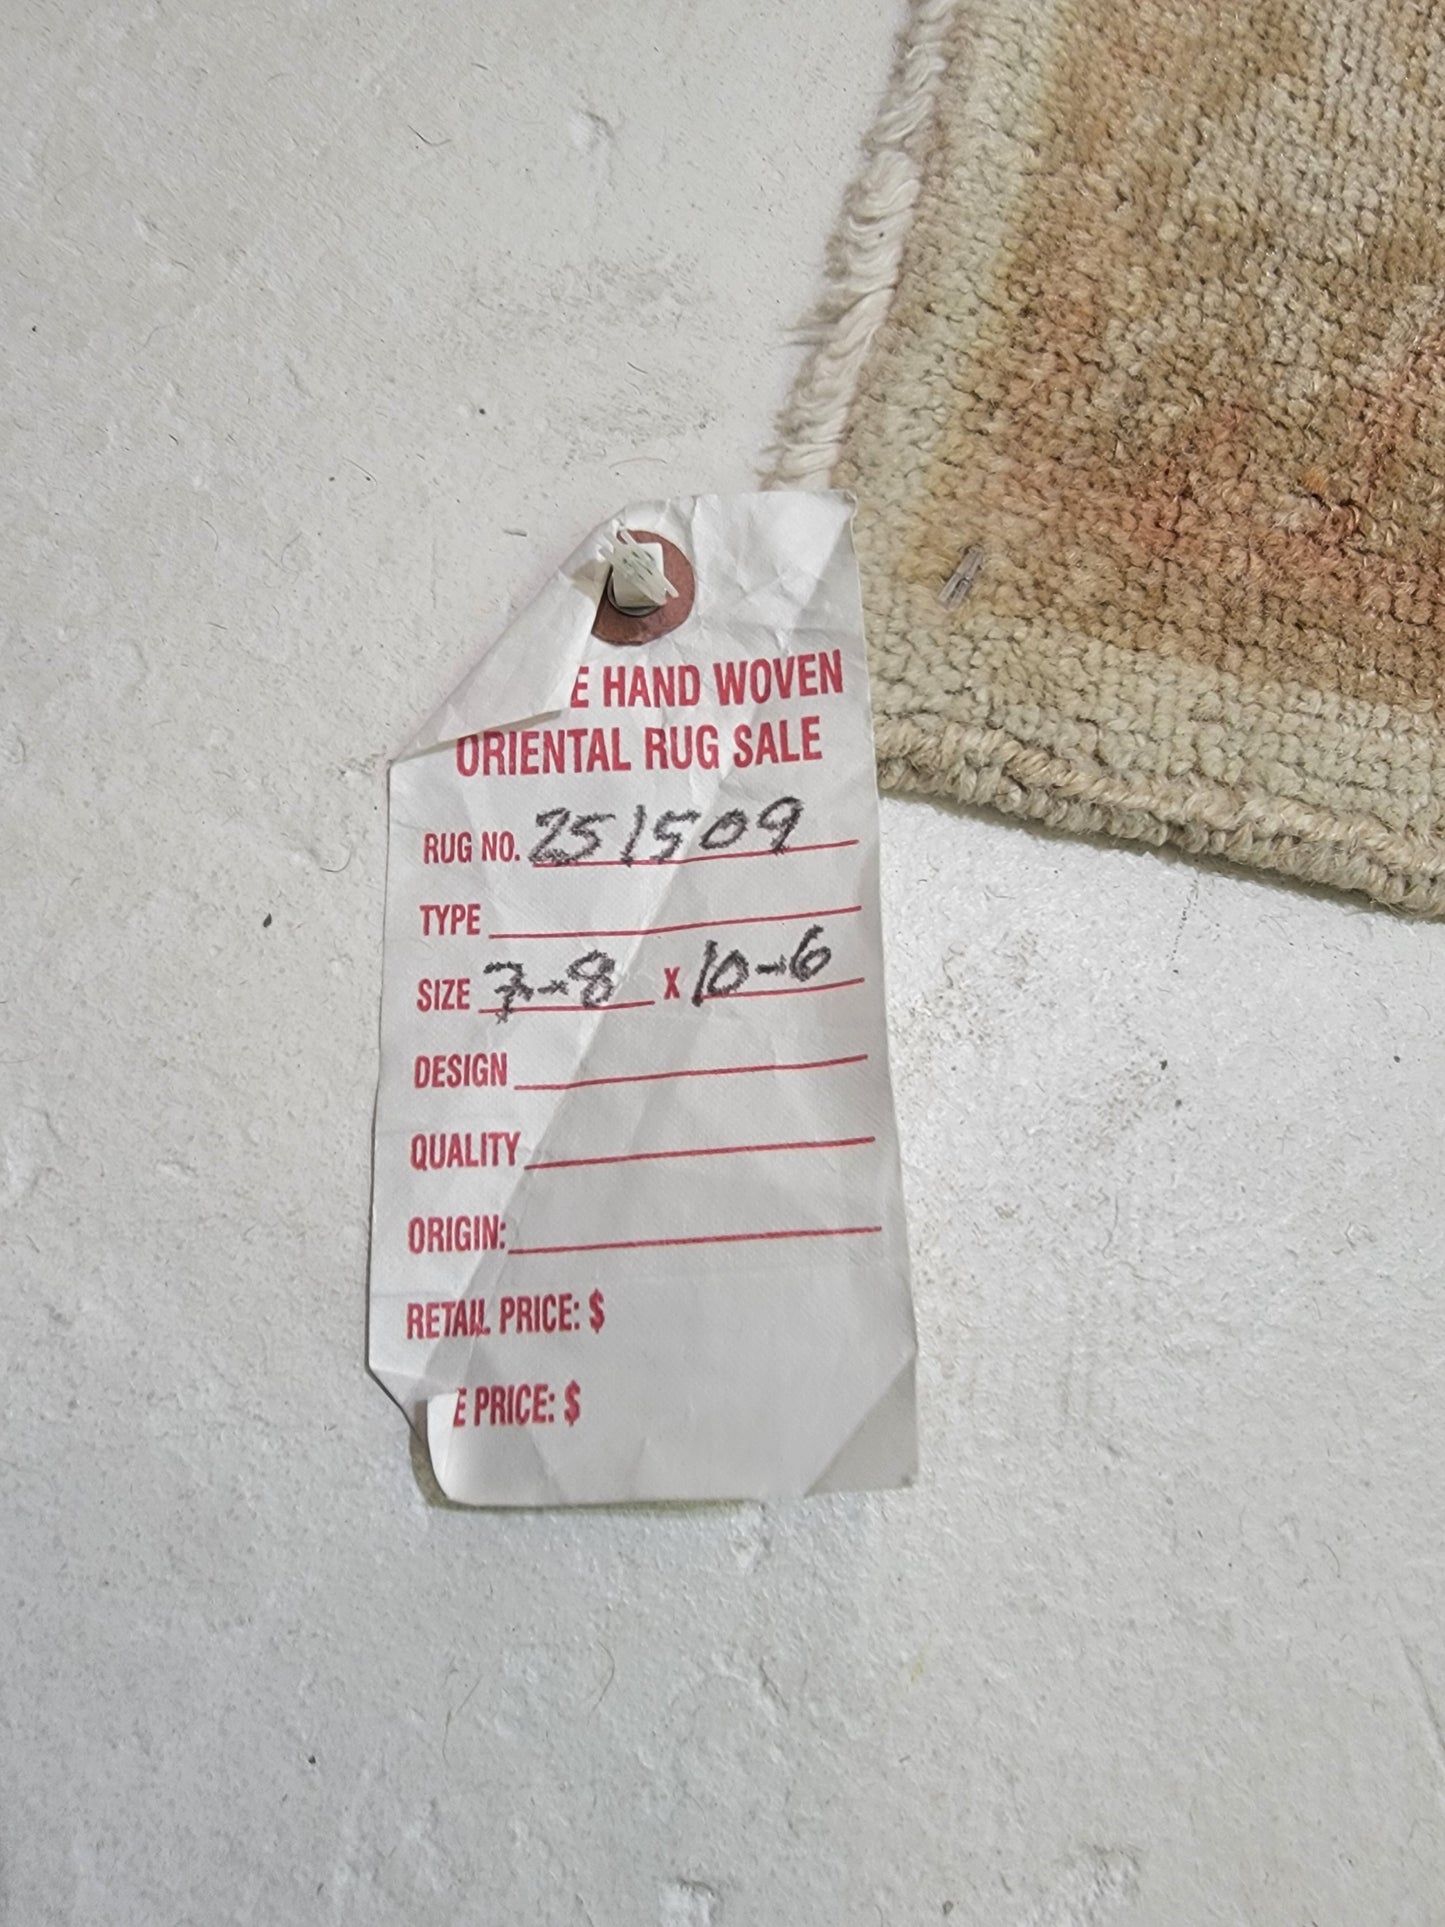 E HAND WOVEN
ORIENTAL RUG SALE
RUG NO. 251509
TYPE
SIZE 7-8 X 10-6
DESIGN
QUALITY
ORIGIN:
RETAIL PRICE: $
E PRICE: $